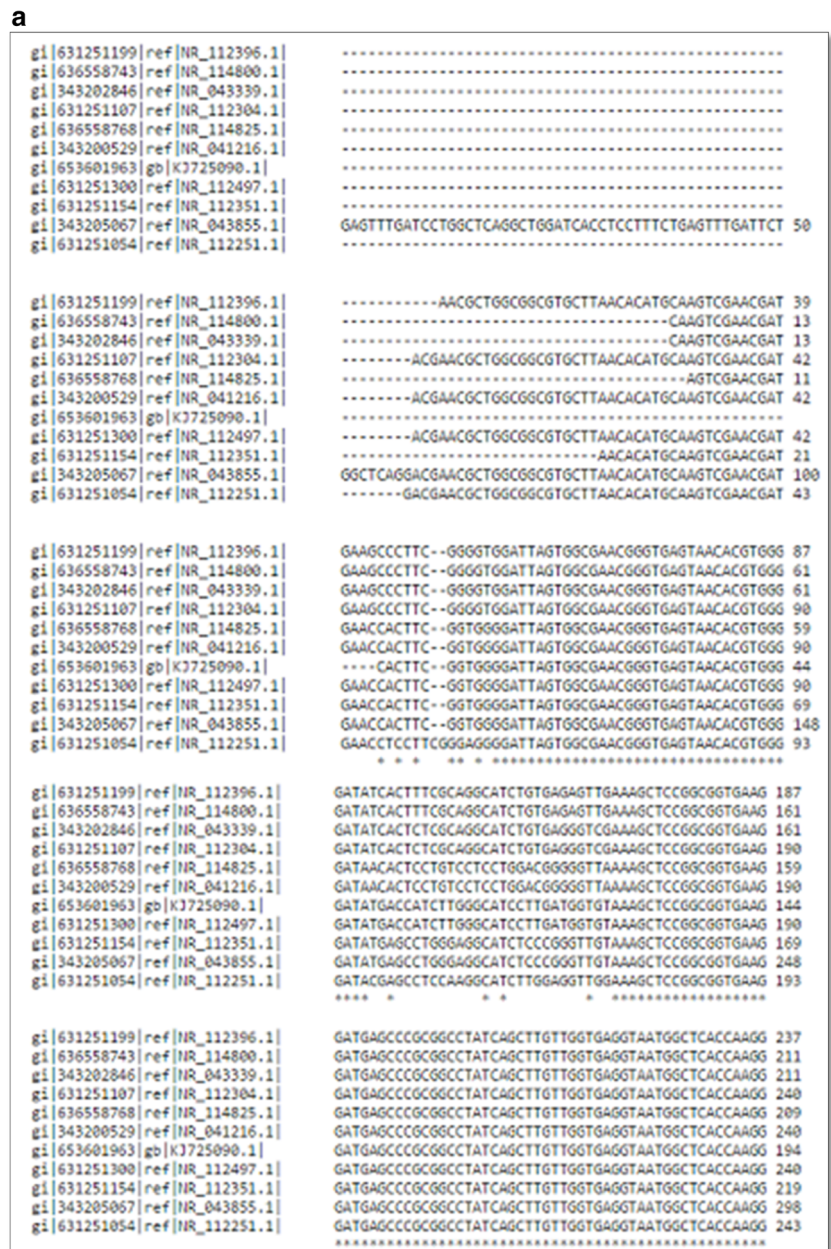 a
gi|631251199|ref|NR_112396.1| --------------------------------------------------
gi|636558743|ref|NR_114800.1| --------------------------------------------------
gi|343202846|ref|NR_043339.1| --------------------------------------------------
gi|631251107|ref|NR_112304.1| --------------------------------------------------
gi|636558768|ref|NR_114825.1| --------------------------------------------------
gi|343200529|ref|NR_041216.1| --------------------------------------------------
gi|653601963|gb|KJ725090.1| --------------------------------------------------
gi|631251300|ref|NR_112497.1| --------------------------------------------------
gi|631251154|ref|NR_112351.1| --------------------------------------------------
gi|343205067|ref|NR_043855.1| GAGTTTGATCCTGGCTCAGGCTGGATCACCTCCTTTCTGAGTTTGATTCT 50
gi|631251054|ref|NR_112251.1| --------------------------------------------------
gi|631251199|ref|NR_112396.1| -----------AACGCTGGCGGCGTGCTTAACACATGCAAGTCGAACGAT 39
gi|636558743|ref|NR_114800.1| -------------------------------------CAAGTCGAACGAT 13
gi|343202846|ref|NR_043339.1| -------------------------------------CAAGTCGAACGAT 13
gi|631251107|ref|NR_112304.1| --------ACGAACGCTGGCGGCGTGCTTAACACATGCAAGTCGAACGAT 42
gi|636558768|ref|NR_114825.1| ---------------------------------------AGTCGAACGAT 11
gi|343200529|ref|NR_041216.1| --------ACGAACGCTGGCGGCGTGCTTAACACATGCAAGTCGAACGAT 42
gi|653601963|gb|KJ725090.1| --------------------------------------------------
gi|631251300|ref|NR_112497.1| --------ACGAACGCTGGCGGCGTGCTTAACACATGCAAGTCGAACGAT 42
gi|631251154|ref|NR_112351.1| -----------------------------AACACATGCAAGTCGAACGAT 21
gi|343205067|ref|NR_043855.1| GGCTCAGGACGAACGCTGGCGGCGTGCTTAACACATGCAAGTCGAACGAT 100
gi|631251054|ref|NR_112251.1| -------GACGAACGCTGGCGGCGTGCTTAACACATGCAAGTCGAACGAT 43
gi|631251199|ref|NR_112396.1| GAAGCCCTTC--GGGGTGGATTAGTGGCGAACGGGTGAGTAACACGTGGG 87
gi|636558743|ref|NR_114800.1| GAAGCCCTTC--GGGGTGGATTAGTGGCGAACGGGTGAGTAACACGTGGG 61
gi|343202846|ref|NR_043339.1| GAAGCCCTTC--GGGGTGGATTAGTGGCGAACGGGTGAGTAACACGTGGG 61
gi|631251107|ref|NR_112304.1| GAAGCCCTTC--GGGGTGGATTAGTGGCGAACGGGTGAGTAACACGTGGG 90
gi|636558768|ref|NR_114825.1| GAACCACTTC--GGTGGGGATTAGTGGCGAACGGGTGAGTAACACGTGGG 59
gi|343200529|ref|NR_041216.1| GAACCACTTC--GGTGGGGATTAGTGGCGAACGGGTGAGTAACACGTGGG 90
gi|653601963|gb|KJ725090.1| ----CACTTC--GGTGGGGATTAGTGGCGAACGGGTGAGTAACACGTGGG 44
gi|631251300|ref|NR_112497.1| GAACCACTTC--GGTGGGGATTAGTGGCGAACGGGTGAGTAACACGTGGG 90
gi|631251154|ref|NR_112351.1| GAACCACTTC--GGTGGGGATTAGTGGCGAACGGGTGAGTAACACGTGGG 69
gi|343205067|ref|NR_043855.1| GAACCACTTC--GGTGGGGATTAGTGGCGAACGGGTGAGTAACACGTGGG 148
gi|631251054|ref|NR_112251.1| GAACCTCCTTCGGGAGGGGATTAGTGGCGAACGGGTGAGTAACACGTGGG 93
* * * ** * ***************************
gi|631251199|ref|NR_112396.1| GATATCACTTTCGCAGGCATCTGTGAGAGTTGAAAGCTCCGGCGGTGAAG 187
gi|636558743|ref|NR_114800.1| GATATCACTTTCGCAGGCATCTGTGAGAGTTGAAAGCTCCGGCGGTGAAG 161
gi|343202846|ref|NR_043339.1| GATATCACTCTCGCAGGCATCTGTGAGGGTCGAAAGCTCCGGCGGTGAAG 161
gi|631251107|ref|NR_112304.1| GATATCACTCTCGCAGGCATCTGTGAGGGTTGAAAGCTCCGGCGGTGAAG 190
gi|636558768|ref|NR_114825.1| GATAACACTCCTGTCCTCCTGGACGGGGGTTAAAAGCTCCGGCGGTGAAG 159
gi|343200529|ref|NR_041216.1| GATAACACTCCTGTCCTCCTGGACGGGGGTTAAAAGCTCCGGCGGTGAAG 190
gi|653601963|gb|KJ725090.1| GATATGACCATCTTGGGCATCCTTGATGGTGTAAAGCTCCGGCGGTGAAG 144
gi|631251300|ref|NR_112497.1| GATATGACCATCTTGGGCATCCTTGATGGTGTAAAGCTCCGGCGGTGAAG 190
gi|631251154|ref|NR_112351.1| GATATGAGCCTGGGAGGCATCTCCCGGGTTGTAAAGCTCCGGCGGTGAAG 169
gi|343205067|ref|NR_043855.1| GATATGAGCCTGGGAGGCATCTCCCGGGTTGTAAAGCTCCGGCGGTGAAG 248
gi|631251054|ref|NR_112251.1| GATACGAGCCTCCAAGGCATCTTGGAGGTTGGAAAGCTCCGGCGGTGAAG 193
**** * * * * ******************
gi|631251199|ref|NR_112396.1| GATGAGCCCGCGGCCTATCAGCTTGTTGGTGAGGTAATGGCTCACCAAGG 237
gi|636558743|ref|NR_114800.1| GATGAGCCCGCGGCCTATCAGCTTGTTGGTGAGGTAATGGCTCACCAAGG 211
gi|343202846|ref|NR_043339.1| GATGAGCCCGCGGCCTATCAGCTTGTTGGTGAGGTAATGGCTCACCAAGG 211
gi|631251107|ref|NR_112304.1| GATGAGCCCGCGGCCTATCAGCTTGTTGGTGAGGTAATGGCTCACCAAGG 240
gi|636558768|ref|NR_114825.1| GATGAGCCCGCGGCCTATCAGCTTGTTGGTGAGGTAATGGCTCACCAAGG 209
gi|343200529|ref|NR_041216.1| GATGAGCCCGCGGCCTATCAGCTTGTTGGTGAGGTAATGGCTCACCAAGG 240
gi|653601963|gb|KJ725090.1| GATGAGCCCGCGGCCTATCAGCTTGTTGGTGAGGTAATGGCTCACCAAGG 194
gi|631251300|ref|NR_112497.1| GATGAGCCCGCGGCCTATCAGCTTGTTGGTGAGGTAATGGCTCACCAAGG 240
gi|631251154|ref|NR_112351.1| GATGAGCCCGCGGCCTATCAGCTTGTTGGTGAGGTAATGGCTCACCAAGG 219
gi|343205067|ref|NR_043855.1| GATGAGCCCGCGGCCTATCAGCTTGTTGGTGAGGTAATGGCTCACCAAGG 298
gi|631251054|ref|NR_112251.1| GATGAGCCCGCGGCCTATCAGCTTGTTGGTGAGGTAATGGCTCACCAAGG 243
**************************************************